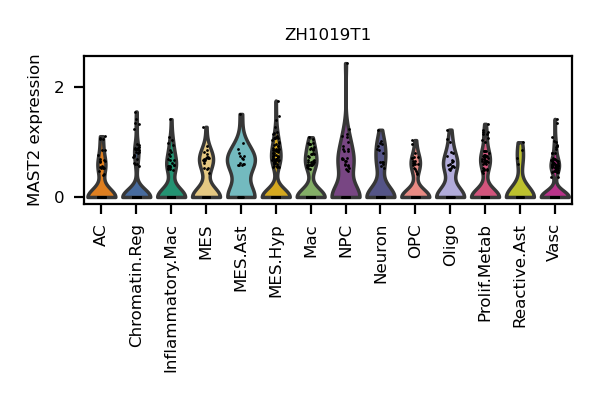 ZH1019T1
MAST2 expression
2
0
AC
Chromatin.Reg
Inflammatory.Mac
MES
MES.Ast
MES.Hyp
Mac
NPC
Neuron
OPC
Oligo
Prolif.Metab
Reactive.Ast
Vasc